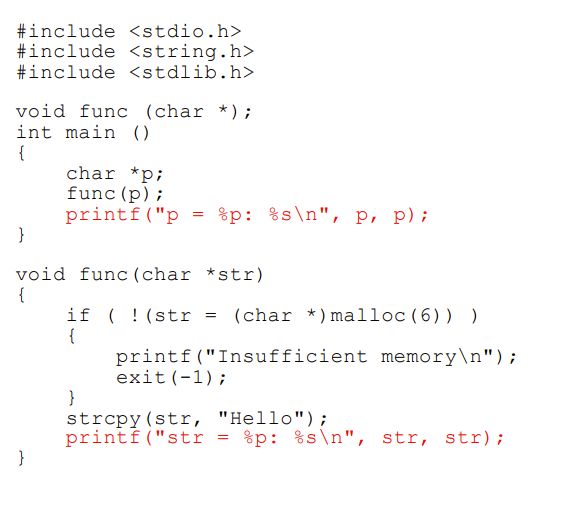 #include <stdio.h>
#include <string.h>
#include <stdlib.h>
void func (char *);
int main ()
{
char *p;
func(p);
printf("p = %p: %s\n", p, p);
}
void func(char *str)
{
if ( !(str = (char *)malloc(6)) )
{
printf("Insufficient memory\n");
exit(-1);
}
strcpy(str, "Hello");
printf("str = %p: %s\n", str, str);
}